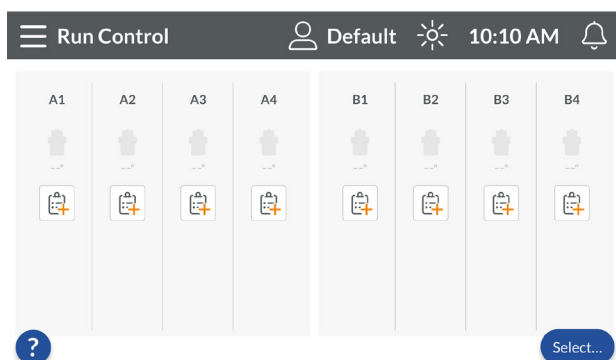 Run Control Default 10:10 AM
A1 A2 A3 A4 B1 B2 B3 B4
--° --° --° --° --° --° --° --°
? Select...